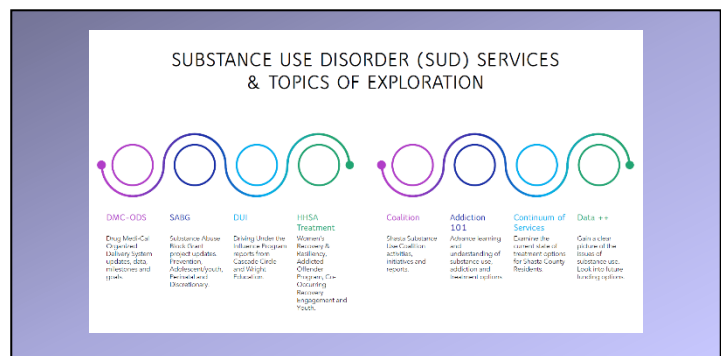 SUBSTANCE USE DISORDER (SUD) SERVICES
& TOPICS OF EXPLORATION
DMC-ODS
Drug Medi-Cal
Organized
Delivery System
updates, data,
milestones and
goals.
SABG
Substance Abuse
Block Grant
project updates.
Prevention,
Adolescent/youth,
Perinatal and
Discretionary.
DUI
Driving Under the
Influence Program
reports from
Cascade Circle
and Wright
Education.
HHSA
Treatment
Women's
Recovery &
Resiliency,
Addicted
Offender
Program, Co-
Occurring
Recovery
Engagement and
Youth.
Coalition
Shasta Substance
Use Coalition
activities,
initiatives and
reports.
Addiction
101
Advance learning
and
understanding of
substance use,
addiction and
treatment options
Continuum of
Services
Examine the
current state of
treatment options
for Shasta County
Residents.
Data ++
Gain a clear
picture of the
issues of
substance use.
Look into future
funding options.